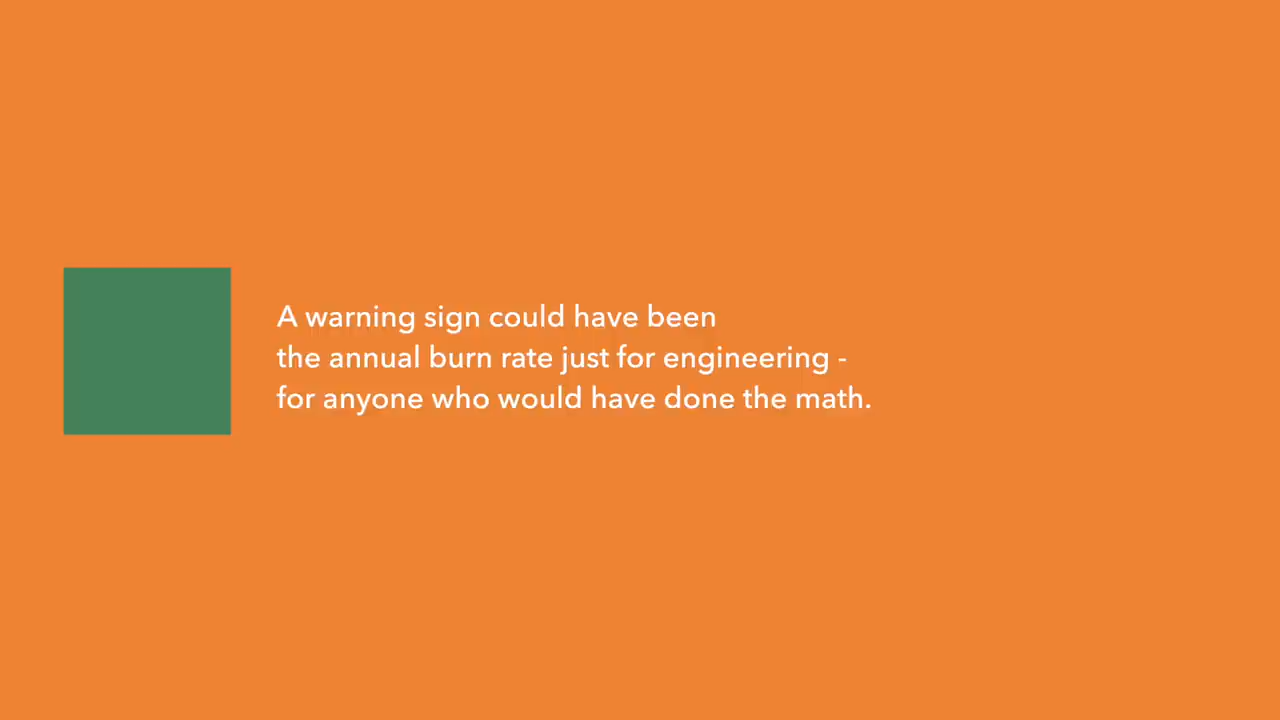 A warning sign could have been
the annual burn rate just for engineering -
for anyone who would have done the math.